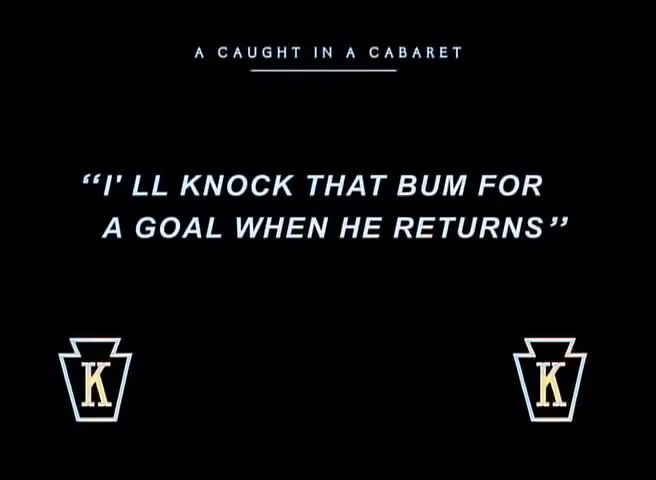 A CAUGHT IN A CABARET
“I' LL KNOCK THAT BUM FOR
A GOAL WHEN HE RETURNS”
K K